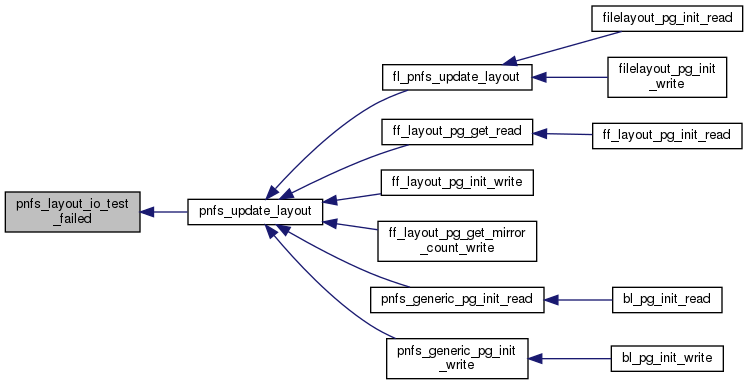 filelayout_pg_init_read
fl_pnfs_update_layout
filelayout_pg_init
_write
ff_layout_pg_get_read
ff_layout_pg_init_read
ff_layout_pg_init_write
pnfs_layout_io_test
_failed
pnfs_update_layout
ff_layout_pg_get_mirror
_count_write
pnfs_generic_pg_init_read
bl_pg_init_read
pnfs_generic_pg_init
_write
bl_pg_init_write